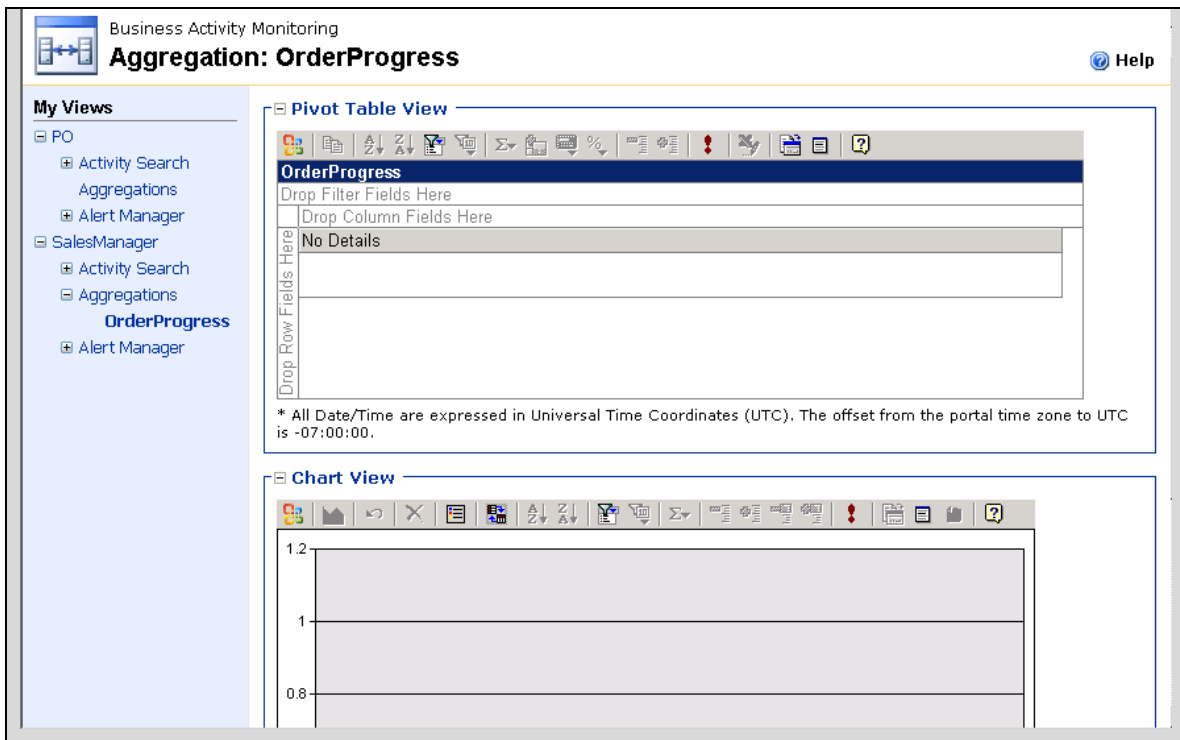 Business Activity Monitoring
Aggregation: OrderProgress
Help
My Views
PO
Activity Search
Aggregations
Alert Manager
SalesManager
Activity Search
Aggregations
OrderProgress
Alert Manager
Pivot Table View
OrderProgress
Drop Filter Fields Here
Drop Column Fields Here
Drop Row Fields Here
No Details
* All Date/Time are expressed in Universal Time Coordinates (UTC). The offset from the portal time zone to UTC
is -07:00:00.
Chart View
1.2
1
0.8